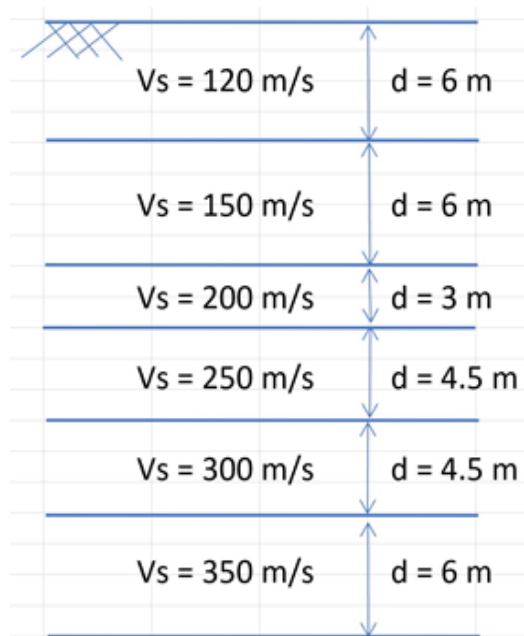 Vs = 120 m/s d = 6 m
Vs = 150 m/s d = 6 m
Vs = 200 m/s d = 3 m
Vs = 250 m/s d = 4.5 m
Vs = 300 m/s d = 4.5 m
Vs = 350 m/s d = 6 m